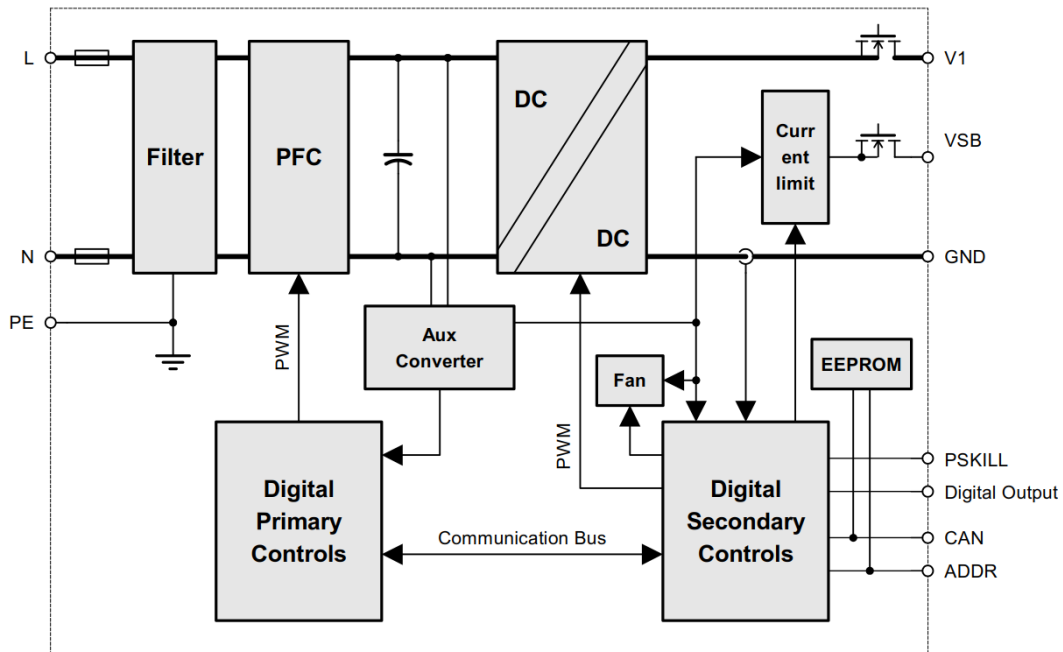 L
V1
DC
Curr
ent
limit
VSB
Filter
PFC
DC
N
GND
PE
PWM
Aux
Converter
Fan
EEPROM
PWM
Digital
Primary
Controls
Communication Bus
Digital
Secondary
Controls
PSKILL
Digital Output
CAN
ADDR